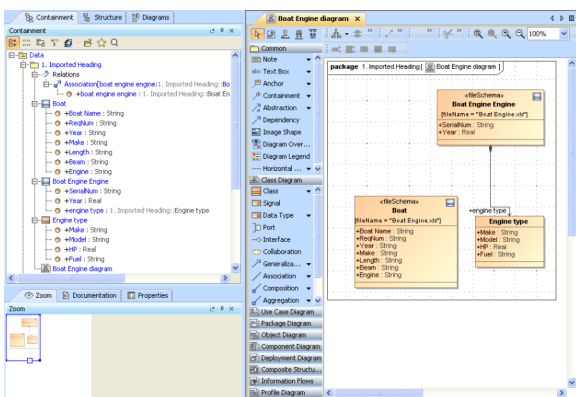 Containment
Structure
Diagrams
Containment
Data
1. Imported Heading
Relations
Association[boat engine engine:1. Imported Heading::Bo
+boat engine engine : 1. Imported Heading::Boat En
Boat
+Boat Name : String
+ReqNum : String
+Year : String
+Make : String
+Length : String
+Beam : String
+Engine : String
Boat Engine Engine
+SerialNum : String
+Year : Real
+engine type : 1. Imported Heading::Engine type
Engine type
+Make : String
+Model : String
+HP : Real
+Fuel : String
Boat Engine diagram
Zoom
Documentation
Properties
Zoom
Boat Engine diagram
100%
Common
Note
abc Text Box
Anchor
Containment
Abstraction
Dependency
Image Shape
Diagram Over...
Diagram Legend
Horizontal ...
Class Diagram
Class
Signal
Data Type
Port
Interface
Collaboration
Generaliza...
Association
Composition
Aggregation
Use Case Diagram
Package Diagram
Object Diagram
Component Diagram
Deployment Diagram
Composite Structu...
Information Flows
Profile Diagram
package 1. Imported Heading[ Boat Engine diagram ]
«fileSchema»
Boat Engine Engine
{fileName = "Boat Engine.xls"}
+SerialNum : String
+Year : Real
+engine type
«fileSchema»
Boat
{fileName = "Boat Engine.xls"}
+Boat Name : String
+ReqNum : String
+Year : String
+Make : String
+Length : String
+Beam : String
+Engine : String
Engine type
+Make : String
+Model : String
+HP : Real
+Fuel : String